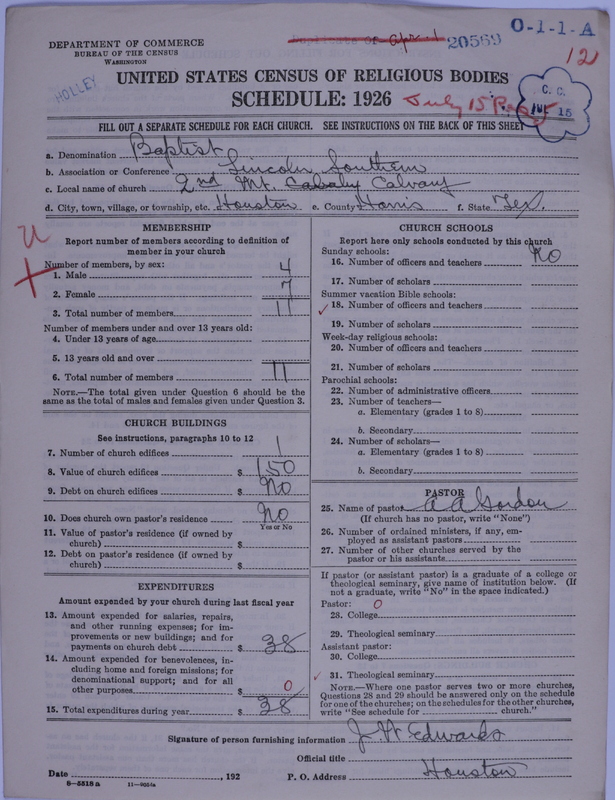 O-1-1-A
20569
Apr. 1
DEPARTMENT OF COMMERCE
BUREAU OF THE CENSUS
WASHINGTON
HOLLEY
120
UNITED STATES CENSUS OF RELIGIOUS BODIES
SCHEDULE: 1926
July 15
C. C.
15
FILL OUT A SEPARATE SCHEDULE FOR EACH CHURCH. SEE INSTRUCTIONS ON THE BACK OF THIS SHEET
a. Denomination Baptist
b. Association or Conference Lincoln Southern
c. Local name of church 2nd Mt. Calvary
d. City, town, village, or township, etc. Houston e. County Harris f. State Tex.
MEMBERSHIP
Report number of members according to definition of
member in your church
Number of members, by sex:
1. Male 4
2. Female 7
3. Total number of members 11
Number of members under and over 13 years old:
4. Under 13 years of age
5. 13 years old and over
6. Total number of members 11
NOTE.—The total given under Question 6 should be
the same as the total of males and females given under Question 3.
CHURCH BUILDINGS
See instructions, paragraphs 10 to 12
7. Number of church edifices 1
8. Value of church edifices $ 150
9. Debt on church edifices $ No
10. Does church own pastor's residence No
Yes or No
11. Value of pastor's residence (if owned by
church) $
12. Debt on pastor's residence (if owned by
church) $
EXPENDITURES
Amount expended by your church during last fiscal year
13. Amount expended for salaries, repairs,
and other running expenses; for im-
provements or new buildings; and for
payments on church debt $ 38
14. Amount expended for benevolences, in-
cluding home and foreign missions; for
denominational support; and for all
other purposes $ 0
15. Total expenditures during year $ 38
CHURCH SCHOOLS
Report here only schools conducted by this church
Sunday schools:
16. Number of officers and teachers No
17. Number of scholars
Summer vacation Bible schools:
18. Number of officers and teachers
19. Number of scholars
Week-day religious schools:
20. Number of officers and teachers
21. Number of scholars
Parochial schools:
22. Number of administrative officers
23. Number of teachers—
a. Elementary (grades 1 to 8)
b. Secondary
24. Number of scholars—
a. Elementary (grades 1 to 8)
b. Secondary
PASTOR
25. Name of pastor A A Gordon
(If church has no pastor, write "None")
26. Number of ordained ministers, if any, em-
ployed as assistant pastors
27. Number of other churches served by the
pastor or his assistants
If pastor (or assistant pastor) is a graduate of a college or
theological seminary, give name of institution below. (If
not a graduate, write "No" in the space indicated.)
Pastor: 0
28. College
29. Theological seminary
Assistant pastor:
30. College
31. Theological seminary
NOTE.—Where one pastor serves two or more churches,
Questions 28 and 29 should be answered only on the schedule
for one of the churches; on the schedules for the other churches,
write "See schedule for church."
Signature of person furnishing information J. W. Edwards
Official title
Date , 192 P. O. Address Houston
8-5518 a 11-9034a